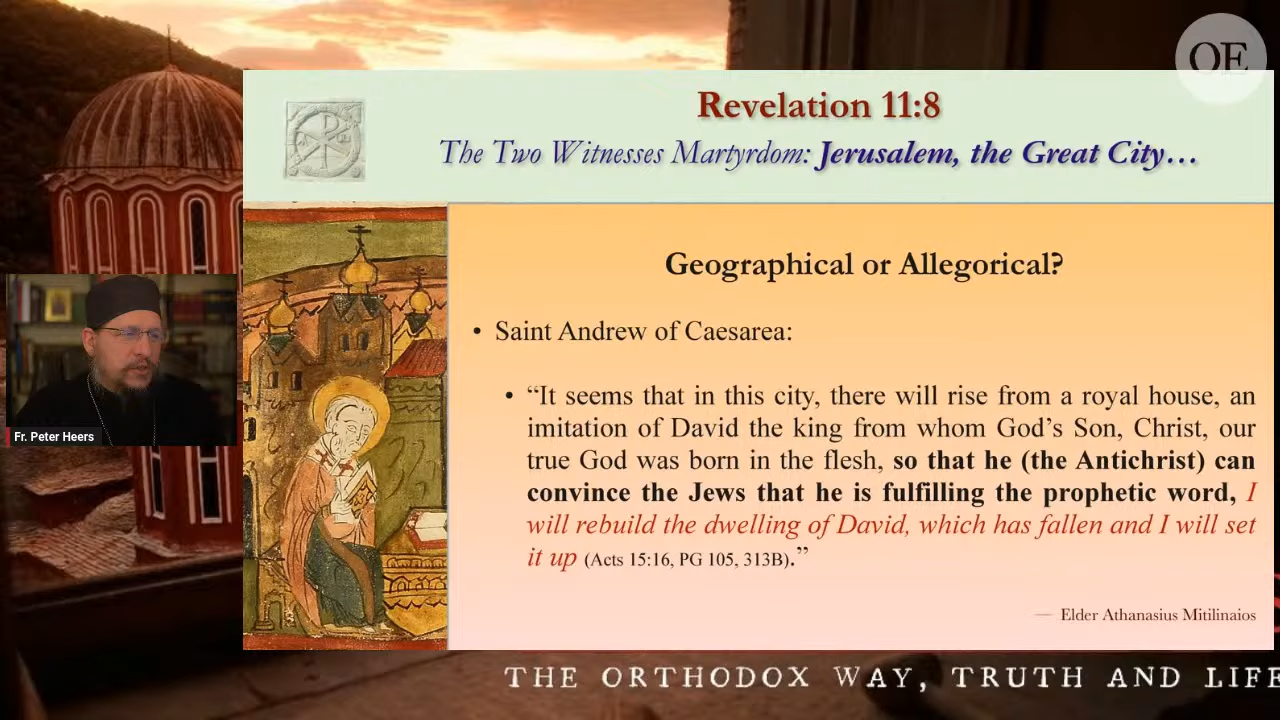 OE
Revelation 11:8
The Two Witnesses Martyrdom: Jerusalem, the Great City…
Geographical or Allegorical?
• Saint Andrew of Caesarea:
• “It seems that in this city, there will rise from a royal house, an
imitation of David the king from whom God’s Son, Christ, our
true God was born in the flesh, so that he (the Antichrist) can
convince the Jews that he is fulfilling the prophetic word, I
will rebuild the dwelling of David, which has fallen and I will set
it up (Acts 15:16, PG 105, 313B).”
— Elder Athanasius Mitilinaios
Fr. Peter Heers
THE ORTHODOX WAY, TRUTH AND LIFE